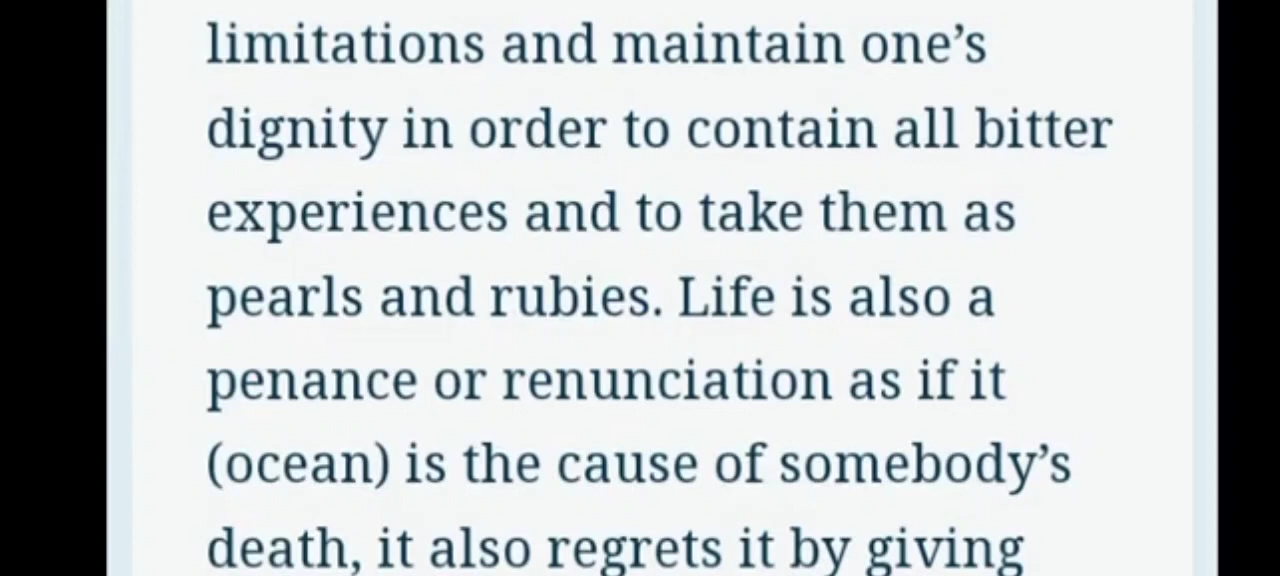 limitations and maintain one’s
dignity in order to contain all bitter
experiences and to take them as
pearls and rubies. Life is also a
penance or renunciation as if it
(ocean) is the cause of somebody’s
death, it also regrets it by giving